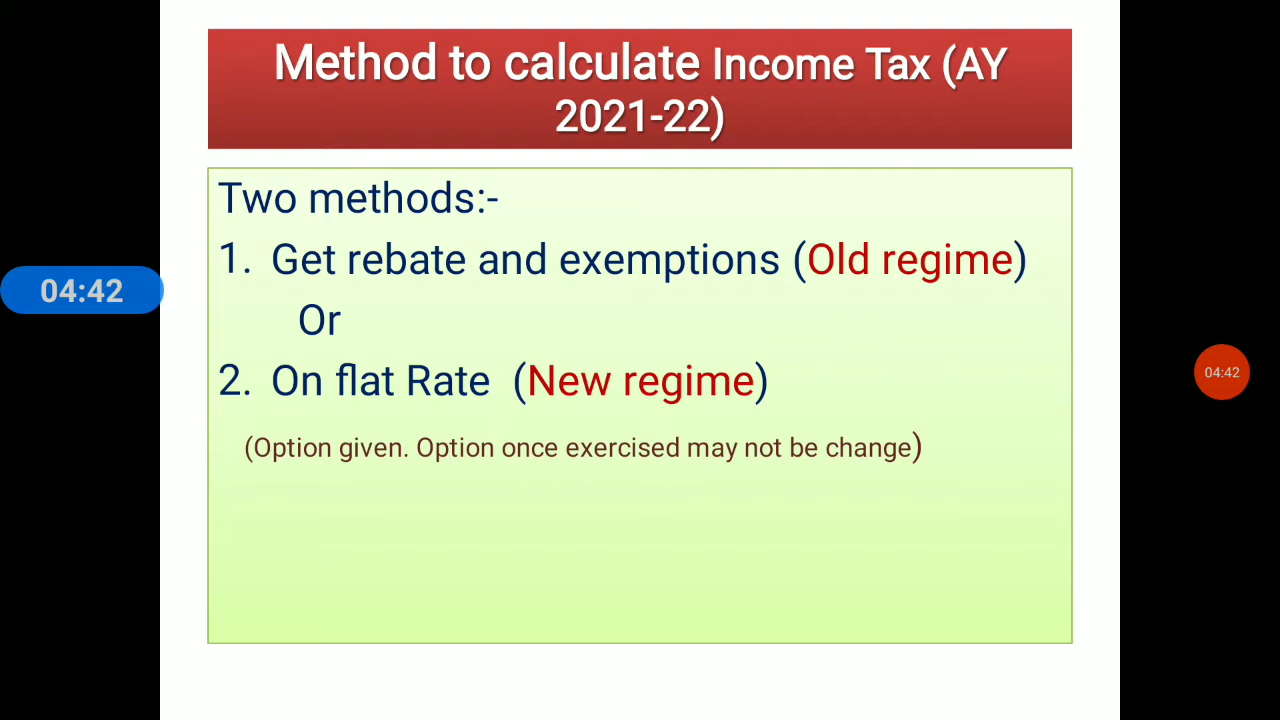 Method to calculate Income Tax (AY
2021-22)
Two methods:-
1. Get rebate and exemptions (Old regime)
04:42
Or
2. On flat Rate (New regime)
04:42
(Option given. Option once exercised may not be change)